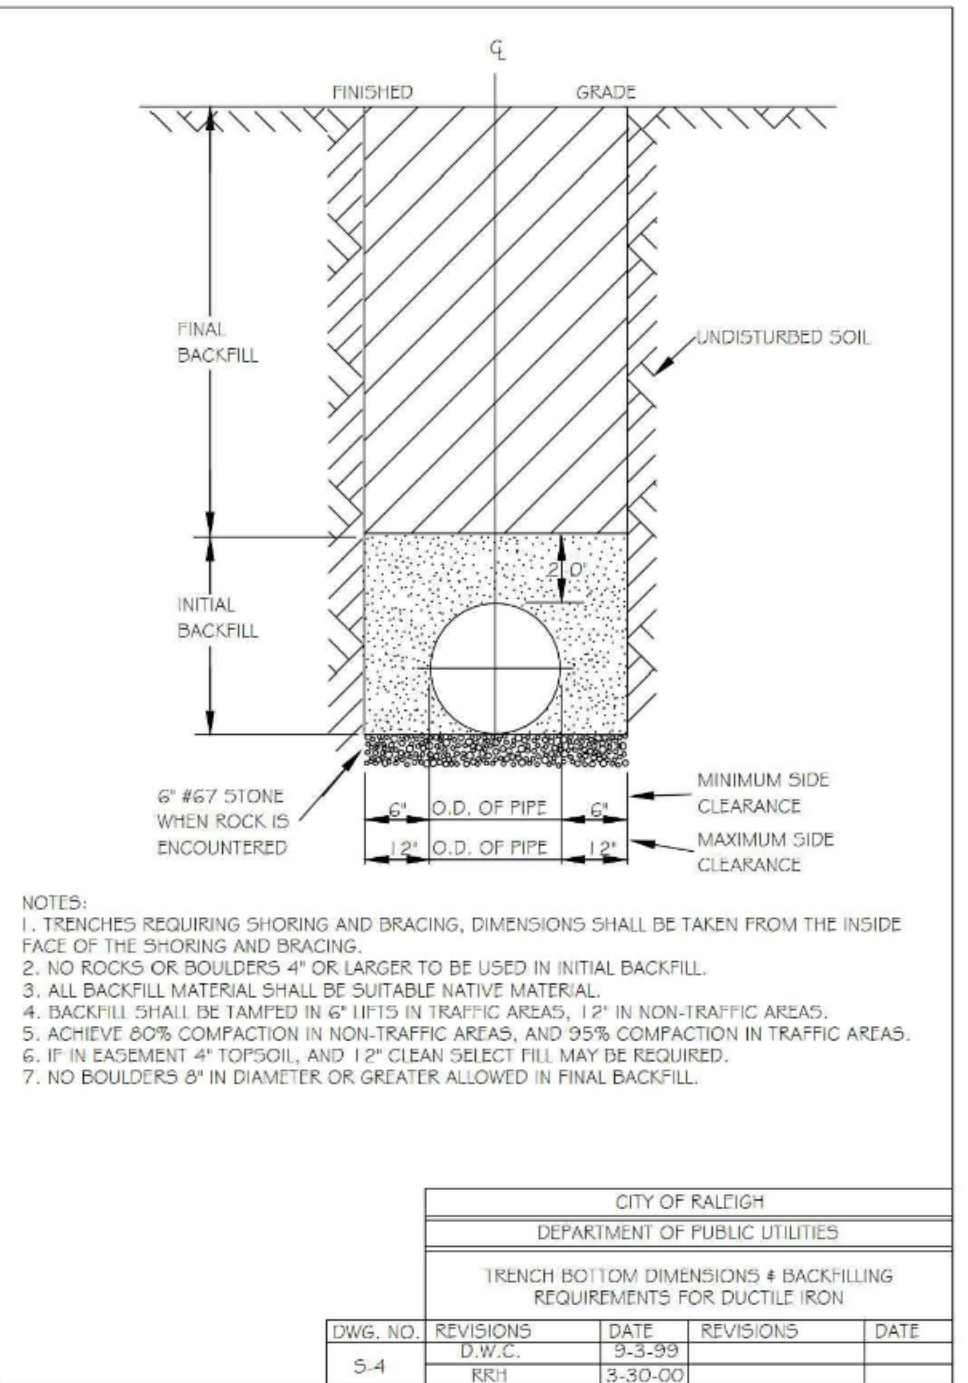 ℄
FINISHED GRADE
FINAL
BACKFILL
UNDISTURBED SOIL
2'0"
INITIAL
BACKFILL
6" #67 STONE
WHEN ROCK IS
ENCOUNTERED
6" O.D. OF PIPE 6"
MINIMUM SIDE
CLEARANCE
12" O.D. OF PIPE 12"
MAXIMUM SIDE
CLEARANCE
NOTES:
1. TRENCHES REQUIRING SHORING AND BRACING, DIMENSIONS SHALL BE TAKEN FROM THE INSIDE
FACE OF THE SHORING AND BRACING.
2. NO ROCKS OR BOULDERS 4" OR LARGER TO BE USED IN INITIAL BACKFILL.
3. ALL BACKFILL MATERIAL SHALL BE SUITABLE NATIVE MATERIAL.
4. BACKFILL SHALL BE TAMPED IN 6" LIFTS IN TRAFFIC AREAS, 12" IN NON-TRAFFIC AREAS.
5. ACHIEVE 80% COMPACTION IN NON-TRAFFIC AREAS, AND 95% COMPACTION IN TRAFFIC AREAS.
6. IF IN EASEMENT 4" TOPSOIL, AND 12" CLEAN SELECT FILL MAY BE REQUIRED.
7. NO BOULDERS 8" IN DIAMETER OR GREATER ALLOWED IN FINAL BACKFILL.
CITY OF RALEIGH
DEPARTMENT OF PUBLIC UTILITIES
TRENCH BOTTOM DIMENSIONS & BACKFILLING
REQUIREMENTS FOR DUCTILE IRON
DWG. NO. REVISIONS DATE REVISIONS DATE
S-4
D.W.C. 9-3-99
RRH 3-30-00